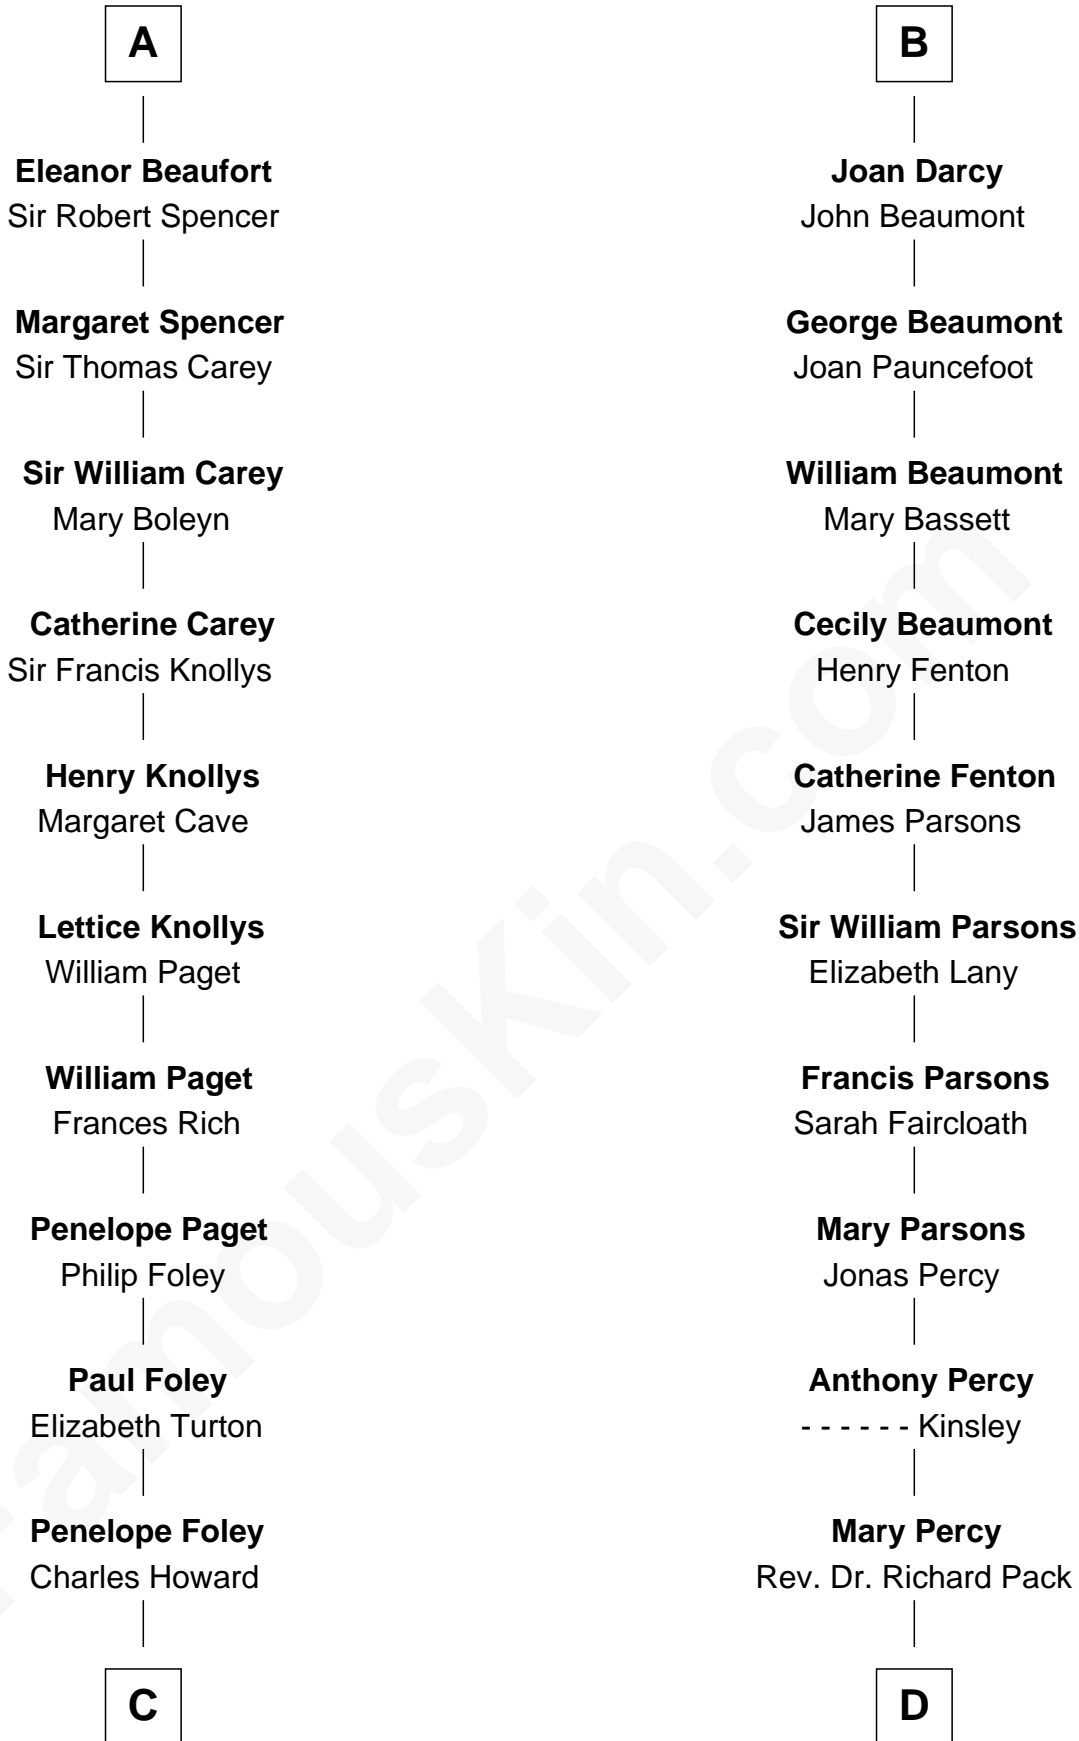 A
Eleanor Beaufort
Sir Robert Spencer
Margaret Spencer
Sir Thomas Carey
Sir William Carey
Mary Boleyn
Catherine Carey
Sir Francis Knollys
Henry Knollys
Margaret Cave
Lettice Knollys
William Paget
William Paget
Frances Rich
Penelope Paget
Philip Foley
Paul Foley
Elizabeth Turton
Penelope Foley
Charles Howard
C
B
Joan Darcy
John Beaumont
George Beaumont
Joan Pauncefoot
William Beaumont
Mary Bassett
Cecily Beaumont
Henry Fenton
Catherine Fenton
James Parsons
Sir William Parsons
Elizabeth Lany
Francis Parsons
Sarah Faircloath
Mary Parsons
Jonas Percy
Anthony Percy
- - - - - - Kinsley
Mary Percy
Rev. Dr. Richard Pack
D
FamousKin.com